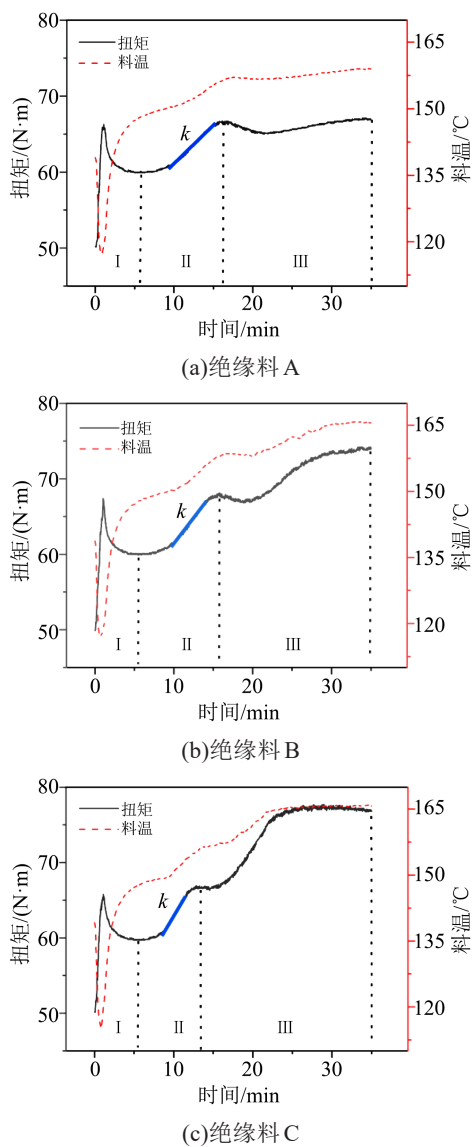 80
70
60
50
扭矩/(N·m)
扭矩
料温
k
I
II
III
165
150
135
120
料温/℃
0
10
20
30
时间/min
(a)绝缘料A
80
70
60
50
扭矩/(N·m)
扭矩
料温
k
I
II
III
165
150
135
120
料温/℃
0
10
20
30
时间/min
(b)绝缘料B
80
70
60
50
扭矩/(N·m)
扭矩
料温
k
I
II
III
165
150
135
120
料温/℃
0
10
20
30
时间/min
(c)绝缘料C